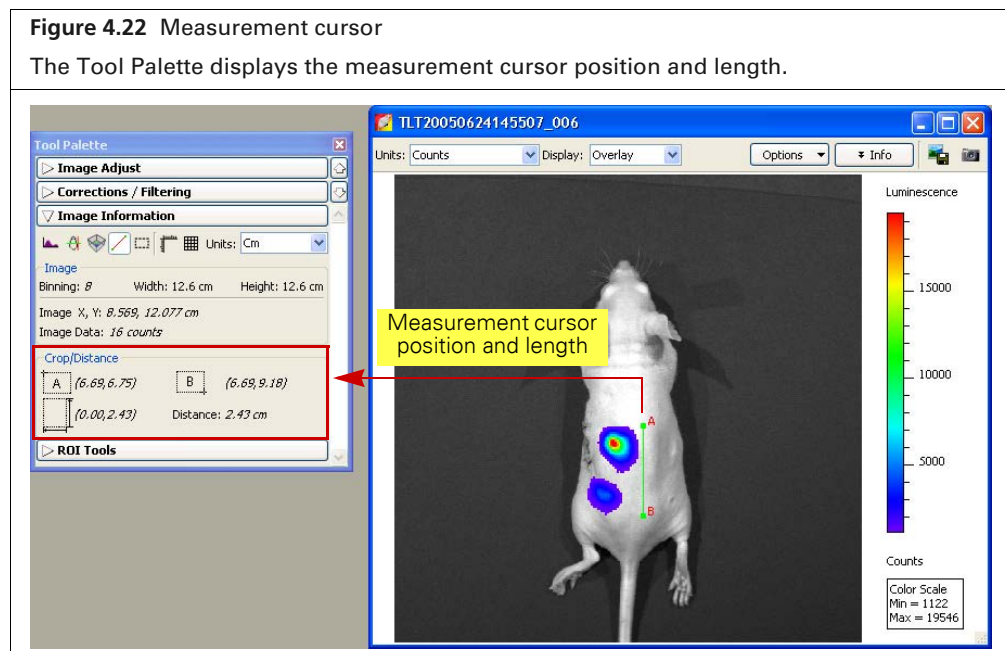 Figure 4.22 Measurement cursor
The Tool Palette displays the measurement cursor position and length.
Tool Palette
Image Adjust
Corrections / Filtering
Image Information
Units: Cm
Image
Binning: 8 Width: 12.6 cm Height: 12.6 cm
Image X, Y: 8.569, 12.077 cm
Image Data: 16 counts
Crop/Distance
A (6.69,6.75) B (6.69,9.18)
(0.00,2.43) Distance: 2.43 cm
ROI Tools
Measurement cursor
position and length
TLT20050624145507_006
Units: Counts Display: Overlay Options Info
A
B
Luminescence
15000
10000
5000
Counts
Color Scale
Min = 1122
Max = 19546